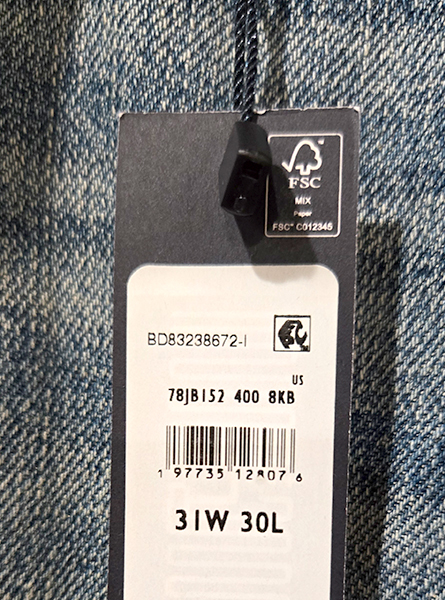 FSC
MIX
Paper
FSC® C012345
BD83238672-I
US
78JB152 400 8KB
1 97735 12807 6
31W 30L